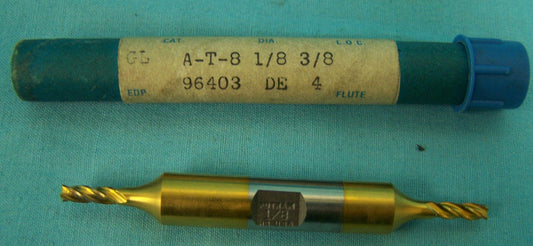 CAT. DIA. L.O.C.
GL A-T-8 1/8 3/8
96403 DE 4
EDP FLUTE
1/8